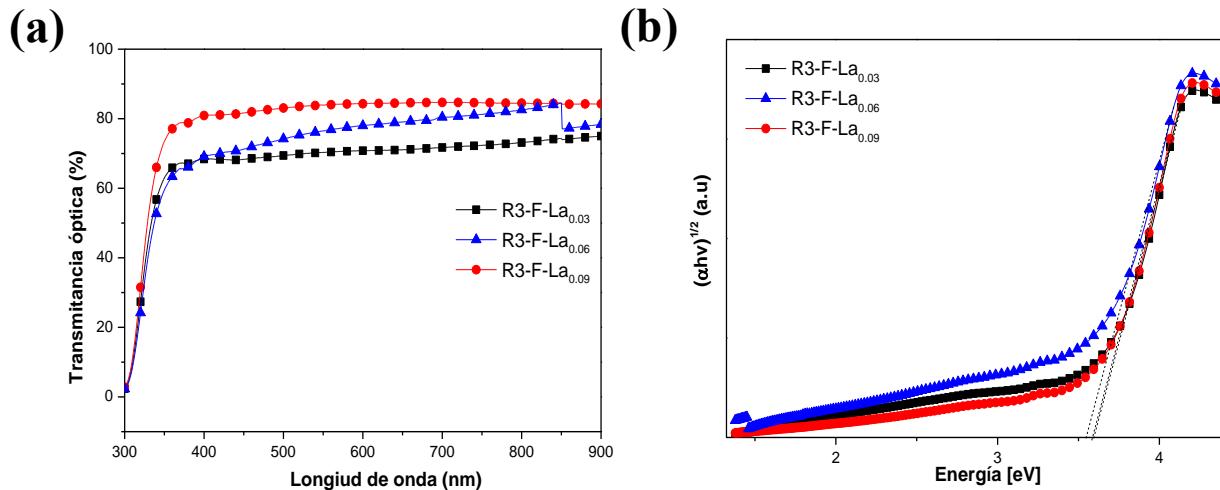 (a)
100
80
60
40
20
0
Transmitancia óptica (%)
R3-F-La0.03
R3-F-La0.06
R3-F-La0.09
300 400 500 600 700 800 900
Longiud de onda (nm)
(b)
R3-F-La0.03
R3-F-La0.06
R3-F-La0.09
(αhν)1/2 (a.u)
2 3 4
Energía [eV]